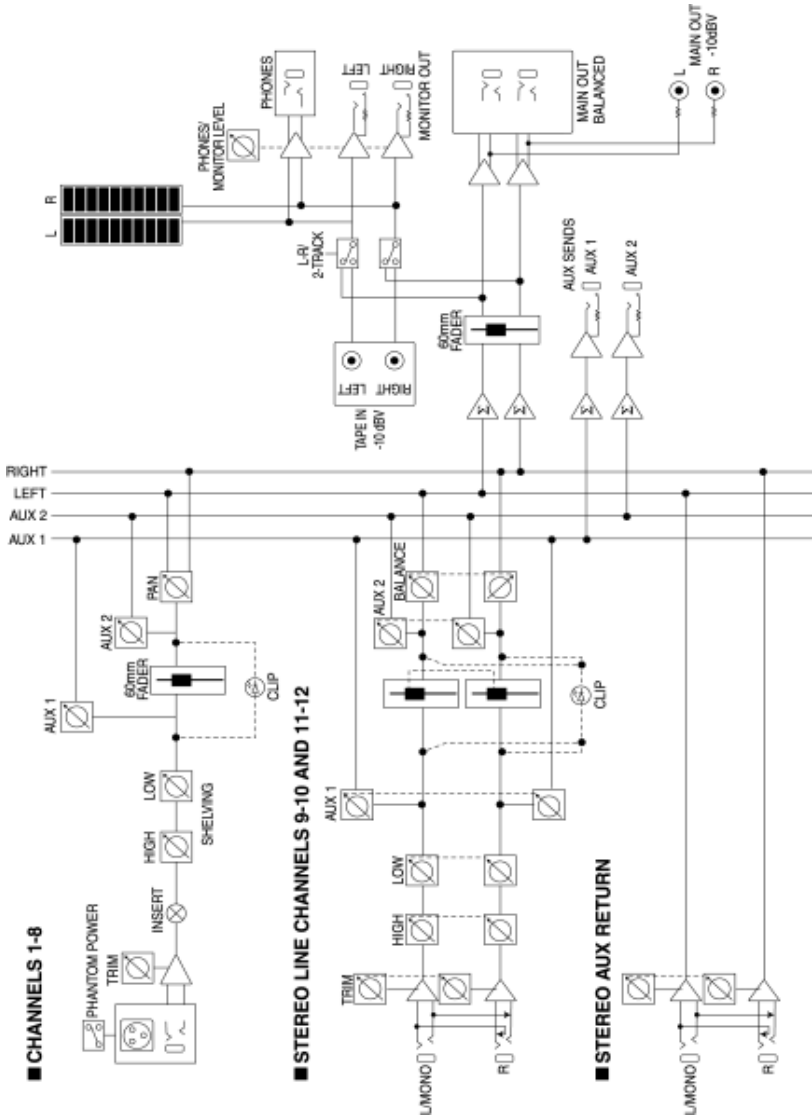 ■ CHANNELS 1-8
PHANTOM POWER
TRIM
INSERT
HIGH
LOW
SHELVING
AUX 1
60mm
FADER
CLIP
AUX 2
PAN
■ STEREO LINE CHANNELS 9-10 AND 11-12
L/MONO
R
TRIM
HIGH
LOW
AUX 1
CLIP
AUX 2
BALANCE
■ STEREO AUX RETURN
L/MONO
R
RIGHT
LEFT
AUX 2
AUX 1
TAPE IN
-10 dBV
LEFT
RIGHT
L-R/
2-TRACK
L
R
PHONES/
MONITOR LEVEL
PHONES
LEFT
RIGHT
MONITOR OUT
Σ
Σ
60mm
FADER
MAIN OUT
BALANCED
L
R
MAIN OUT
-10dBV
Σ
Σ
AUX SENDS
AUX 1
AUX 2